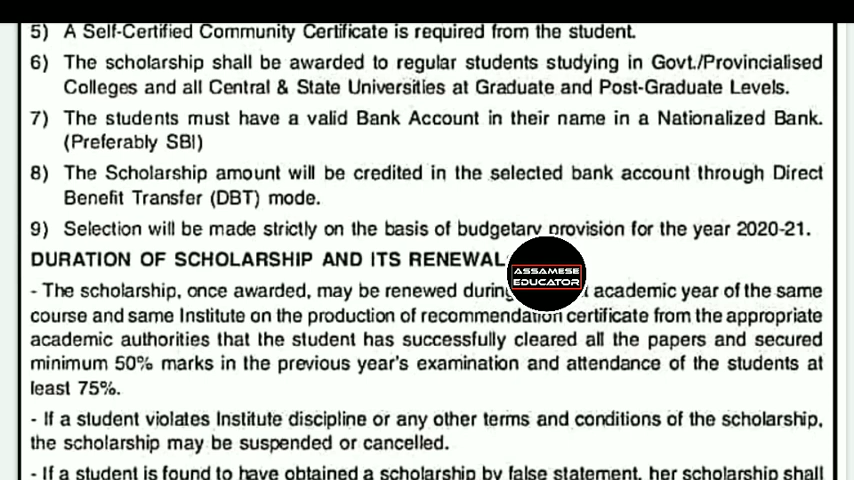 5) A Self-Certified Community Certificate is required from the student.
6) The scholarship shall be awarded to regular students studying in Govt./Provincialised
Colleges and all Central & State Universities at Graduate and Post-Graduate Levels.
7) The students must have a valid Bank Account in their name in a Nationalized Bank.
(Preferably SBI)
8) The Scholarship amount will be credited in the selected bank account through Direct
Benefit Transfer (DBT) mode.
9) Selection will be made strictly on the basis of budgetary provision for the year 2020-21.
DURATION OF SCHOLARSHIP AND ITS RENEWAL
ASSAMESE
EDUCATOR
- The scholarship, once awarded, may be renewed during academic year of the same
course and same Institute on the production of recommendation certificate from the appropriate
academic authorities that the student has successfully cleared all the papers and secured
minimum 50% marks in the previous year's examination and attendance of the students at
least 75%.
- If a student violates Institute discipline or any other terms and conditions of the scholarship,
the scholarship may be suspended or cancelled.
- If a student is found to have obtained a scholarship by false statement, her scholarship shall